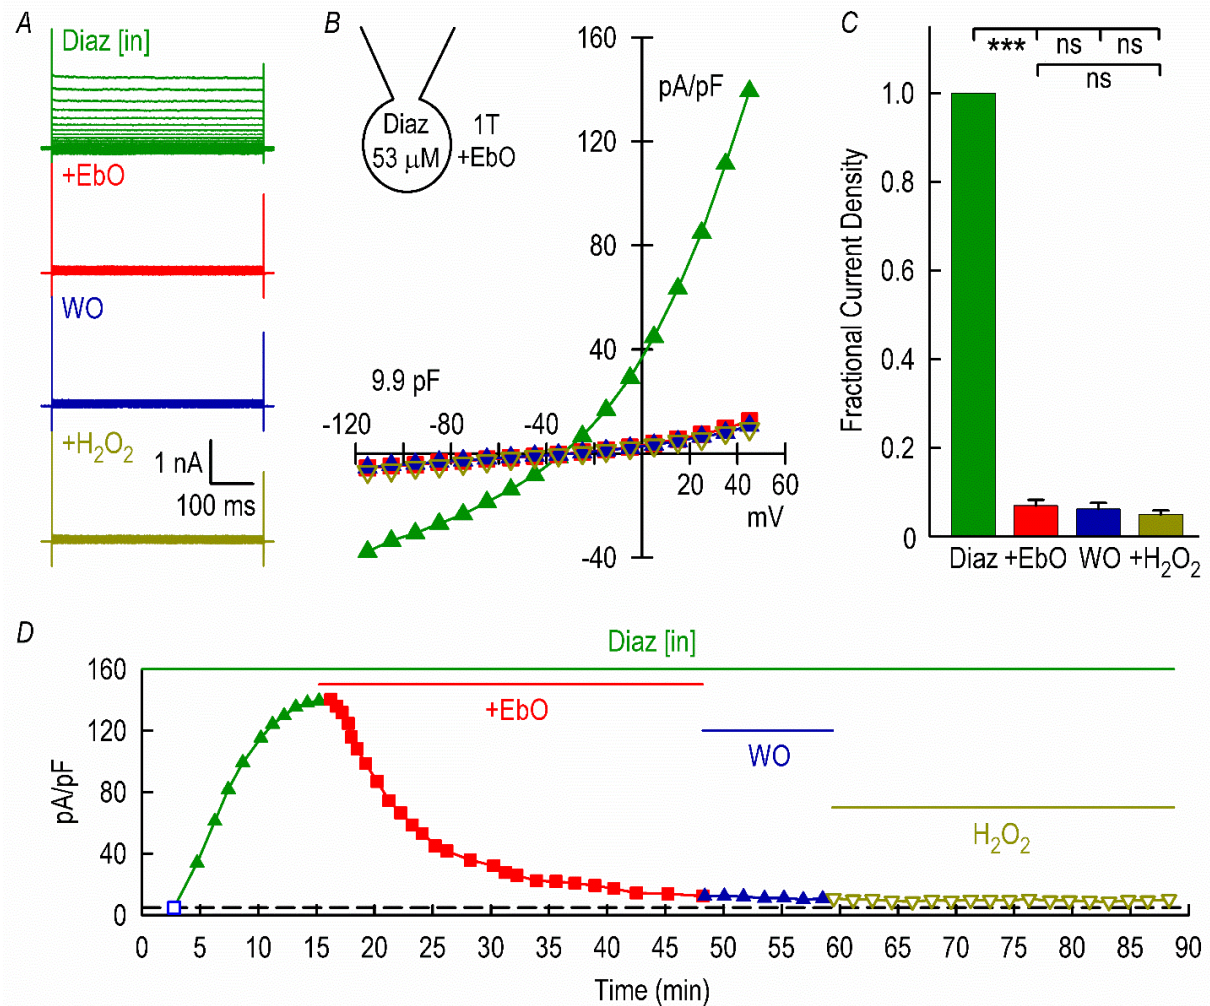 A
Diaz [in]
+EbO
WO
+H₂O₂
1 nA
100 ms
B
Diaz
53 μM
1T
+EbO
pA/pF
160
120
80
40
-40
9.9 pF
-120 -80 -40 20 40 60
mV
C
*** ns ns
ns
Fractional Current Density
1.0
0.8
0.6
0.4
0.2
0
Diaz +EbO WO +H₂O₂
D
Diaz [in]
+EbO
WO
H₂O₂
pA/pF
160
120
80
40
0
0 5 10 15 20 25 30 35 40 45 50 55 60 65 70 75 80 85 90
Time (min)